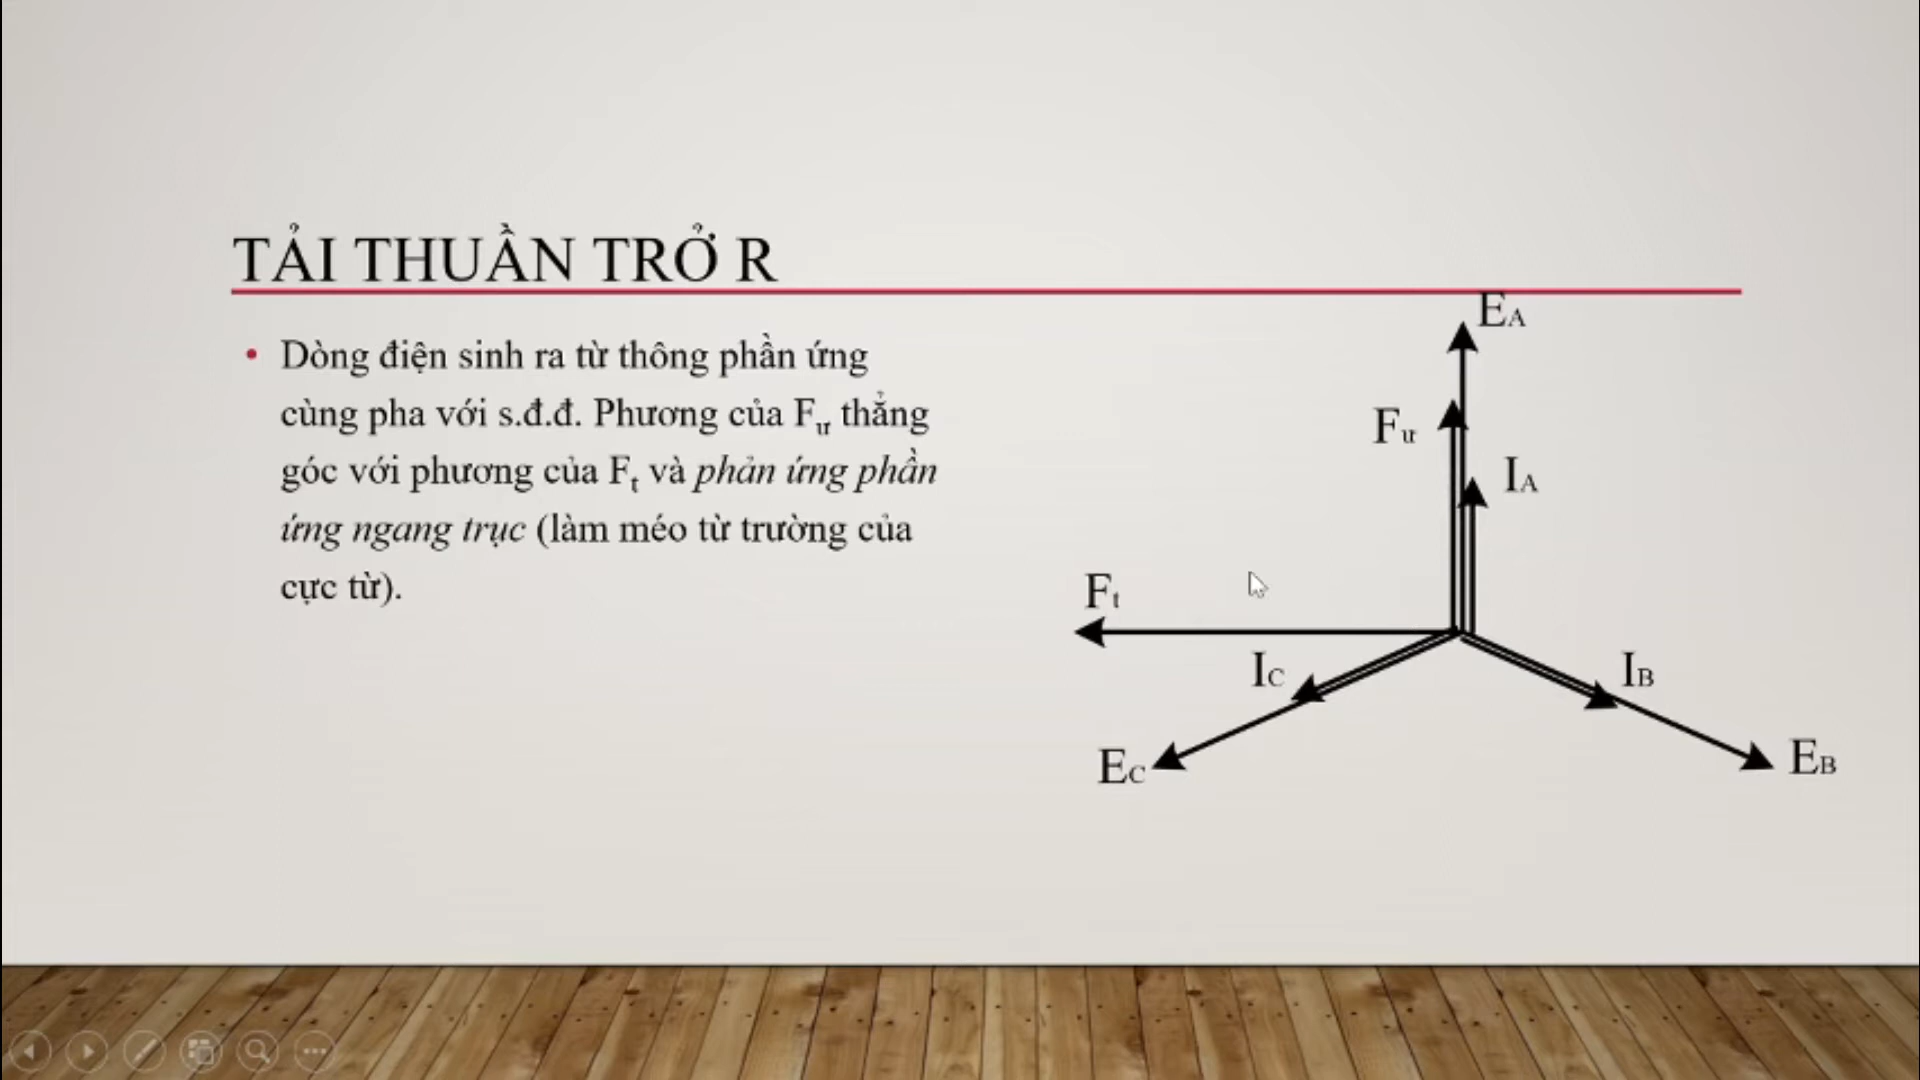 TẢI THUẦN TRỞ R
• Dòng điện sinh ra từ thông phần ứng
cùng pha với s.đ.đ. Phương của Fư thẳng
góc với phương của Ft và phản ứng phần
ứng ngang trục (làm méo từ trường của
cực từ).
EA
Fư
IA
Ft
IC
IB
EC
EB